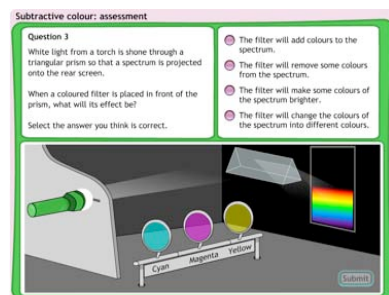 Subtractive colour: assessment
Question 3
White light from a torch is shone through a
triangular prism so that a spectrum is projected
onto the rear screen.
When a coloured filter is placed in front of the
prism, what will its effect be?
Select the answer you think is correct.
The filter will add colours to the
spectrum.
The filter will remove some colours
from the spectrum.
The filter will make some colours of
the spectrum brighter.
The filter will change the colours of
the spectrum into different colours.
Cyan
Magenta
Yellow
Submit